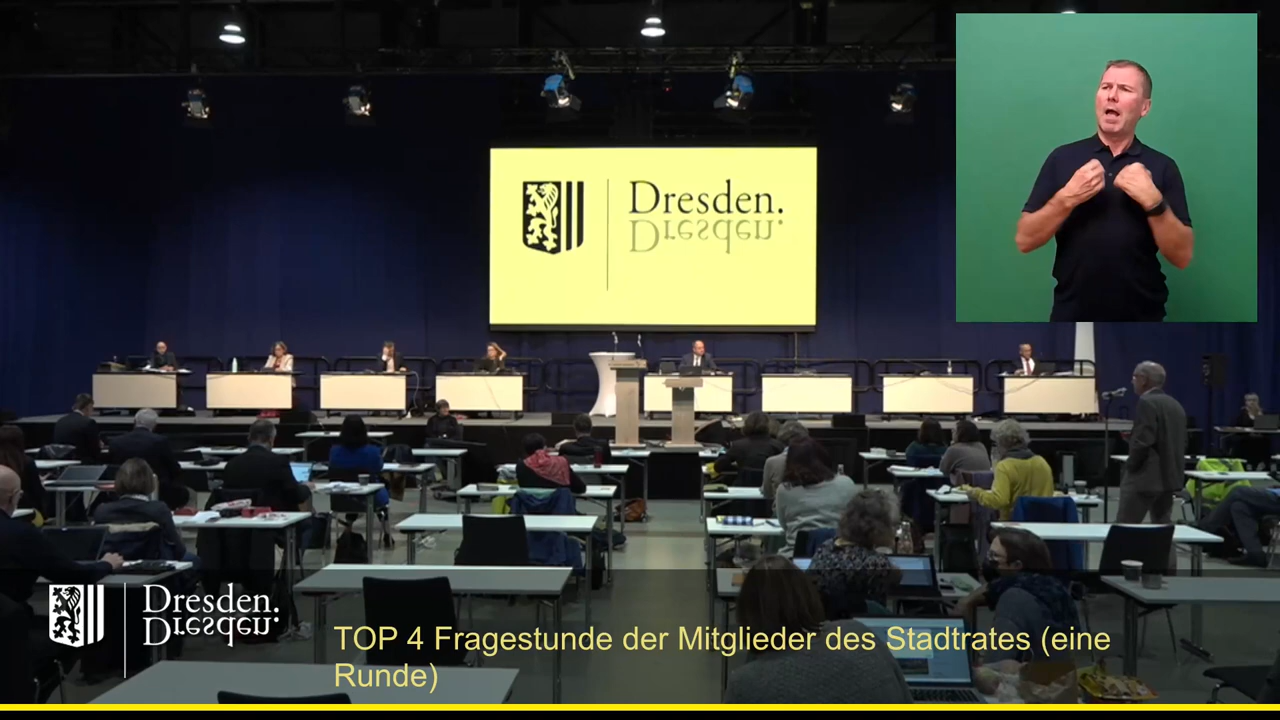 Dresden.
Dresden.
Dresden.
Dresden.
TOP 4 Fragestunde der Mitglieder des Stadtrates (eine
Runde)